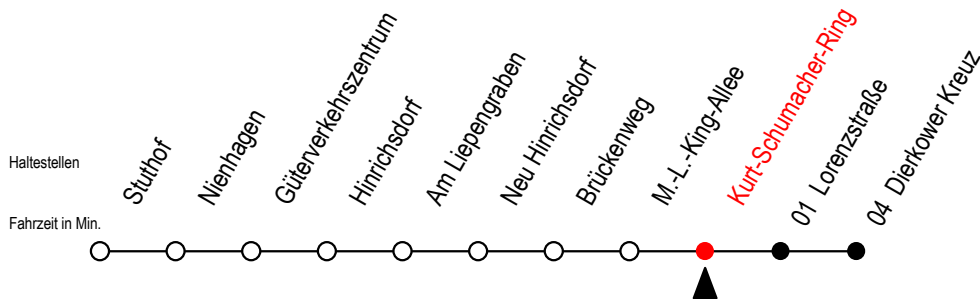 Haltestellen
Fahrzeit in Min.
Stuthof
Nienhagen
Güterverkehrszentrum
Hinrichsdorf
Am Liepengraben
Neu Hinrichsdorf
Brückenweg
M.-L.-King-Allee
Kurt-Schumacher-Ring
01 Lorenzstraße
04 Dierkower Kreuz